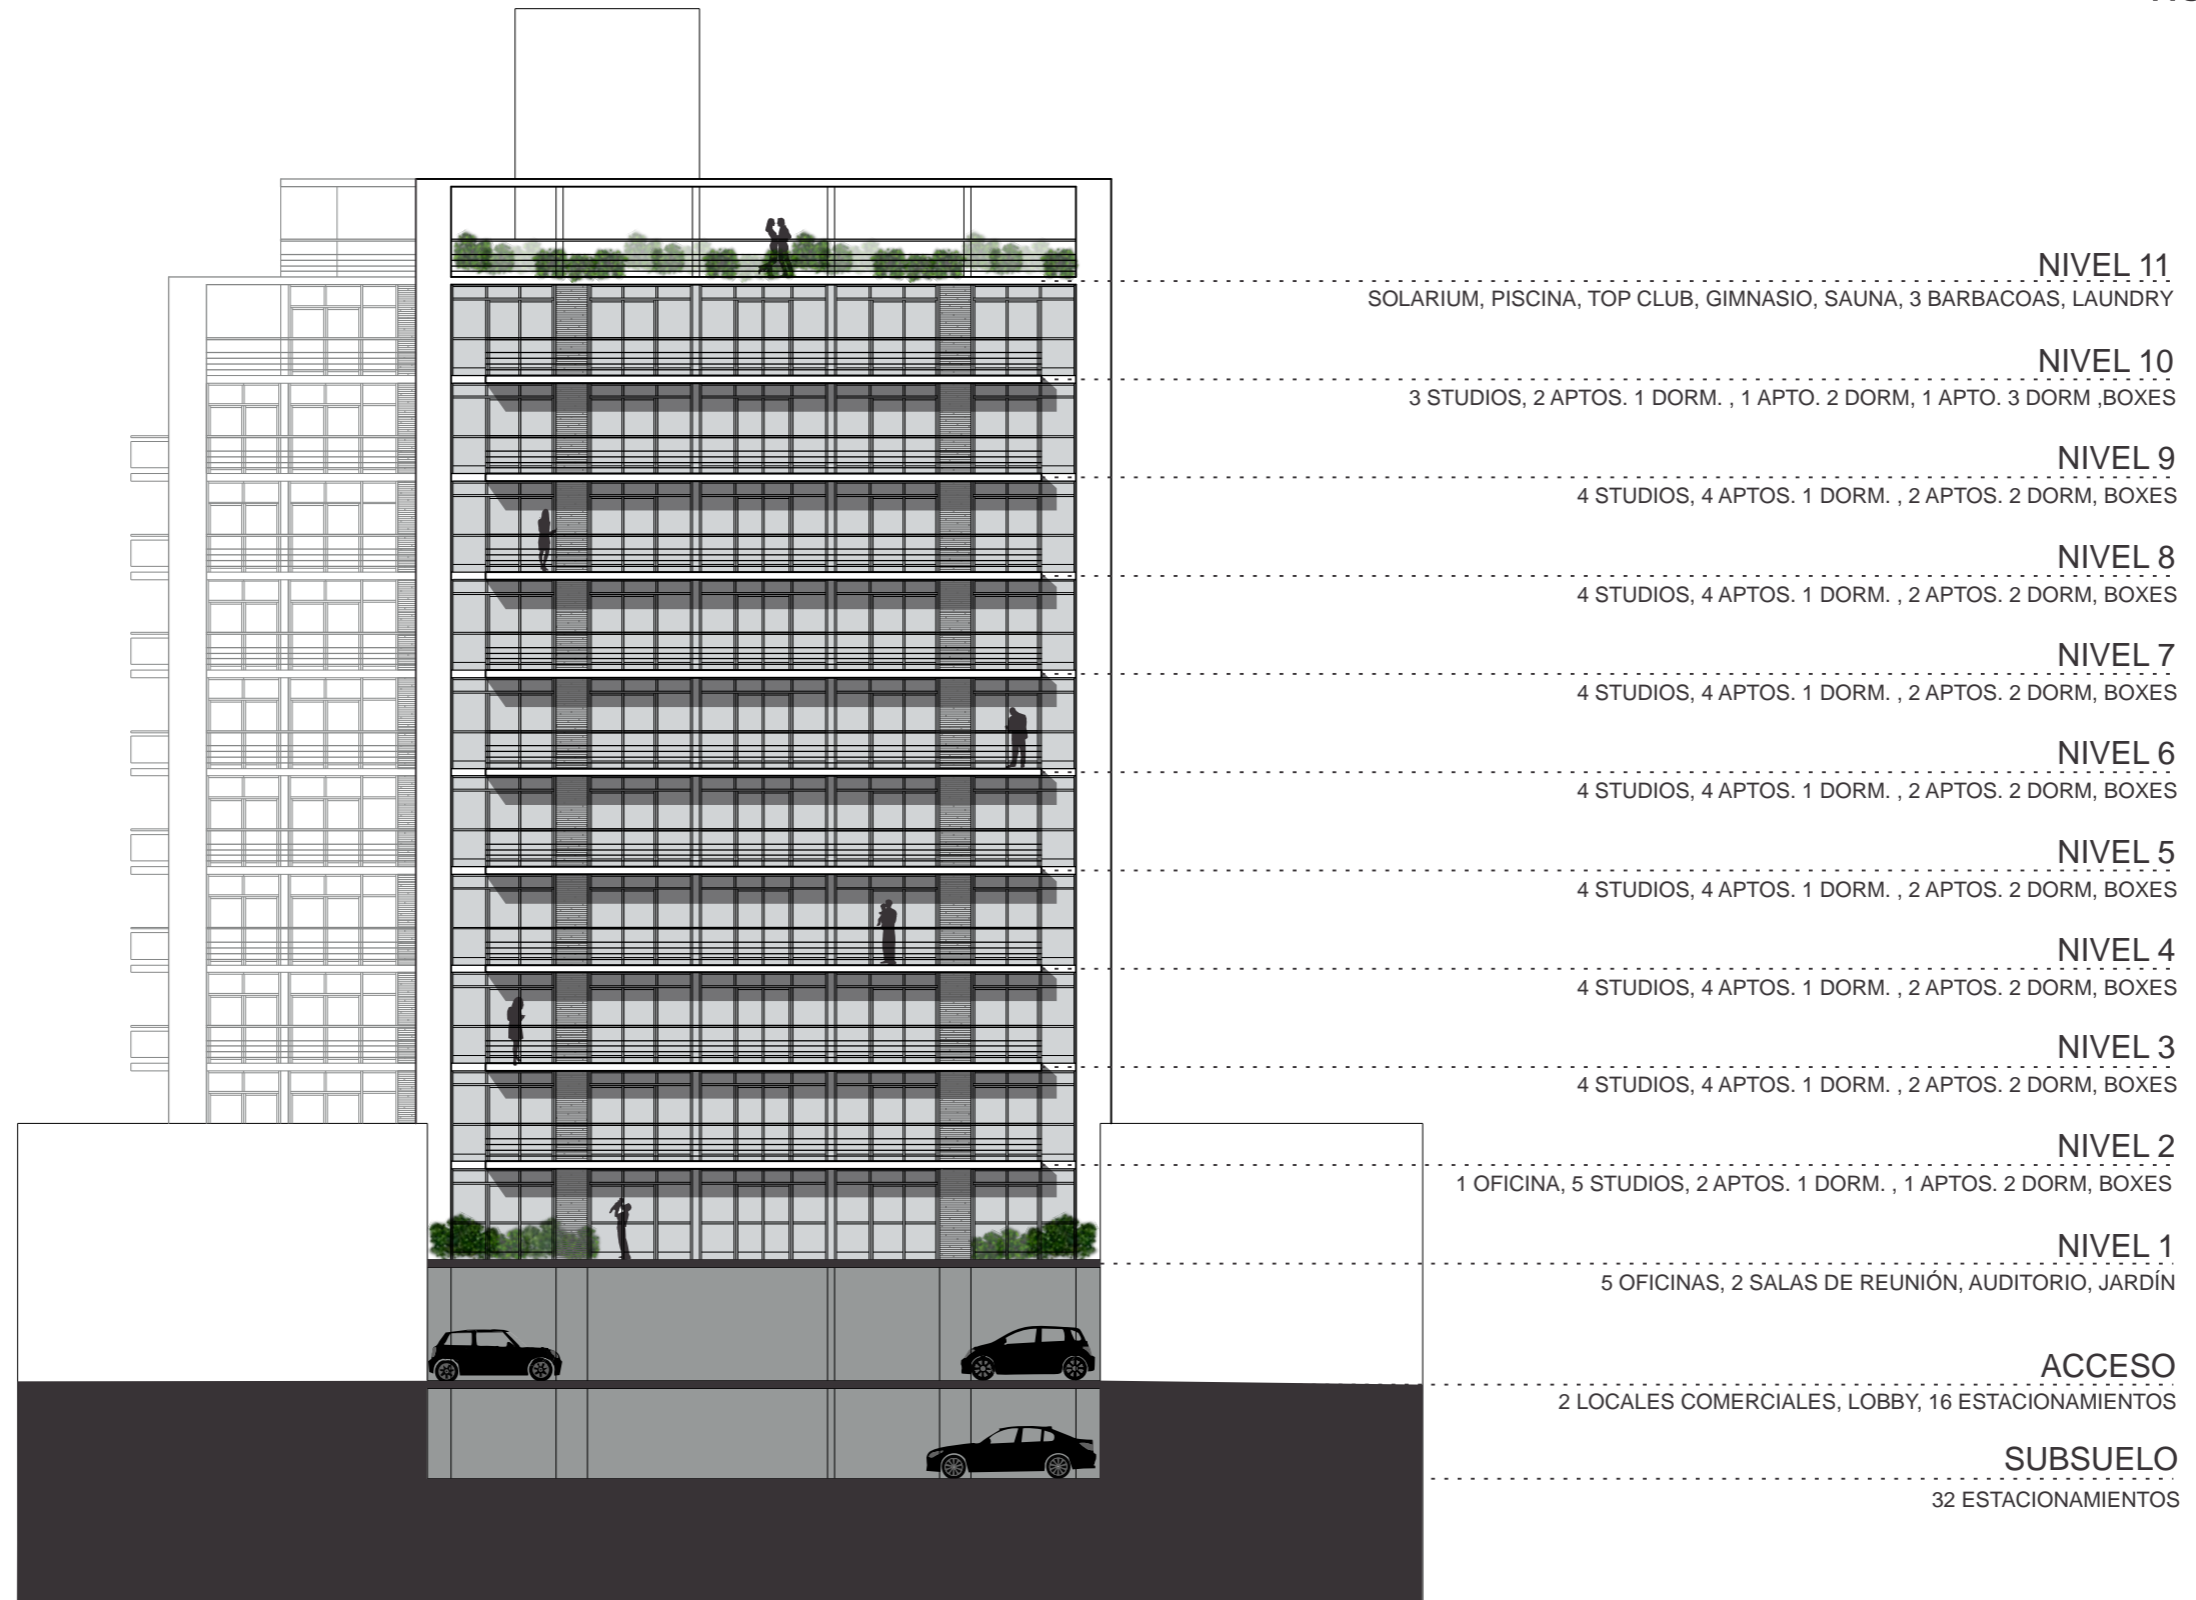 NIVEL 11
SOLARIUM, PISCINA, TOP CLUB, GIMNASIO, SAUNA, 3 BARBACOAS, LAUNDRY
NIVEL 10
3 STUDIOS, 2 APTOS. 1 DORM. , 1 APTO. 2 DORM, 1 APTO. 3 DORM ,BOXES
NIVEL 9
4 STUDIOS, 4 APTOS. 1 DORM. , 2 APTOS. 2 DORM, BOXES
NIVEL 8
4 STUDIOS, 4 APTOS. 1 DORM. , 2 APTOS. 2 DORM, BOXES
NIVEL 7
4 STUDIOS, 4 APTOS. 1 DORM. , 2 APTOS. 2 DORM, BOXES
NIVEL 6
4 STUDIOS, 4 APTOS. 1 DORM. , 2 APTOS. 2 DORM, BOXES
NIVEL 5
4 STUDIOS, 4 APTOS. 1 DORM. , 2 APTOS. 2 DORM, BOXES
NIVEL 4
4 STUDIOS, 4 APTOS. 1 DORM. , 2 APTOS. 2 DORM, BOXES
NIVEL 3
4 STUDIOS, 4 APTOS. 1 DORM. , 2 APTOS. 2 DORM, BOXES
NIVEL 2
1 OFICINA, 5 STUDIOS, 2 APTOS. 1 DORM. , 1 APTOS. 2 DORM, BOXES
NIVEL 1
5 OFICINAS, 2 SALAS DE REUNIÓN, AUDITORIO, JARDÍN
ACCESO
2 LOCALES COMERCIALES, LOBBY, 16 ESTACIONAMIENTOS
SUBSUELO
32 ESTACIONAMIENTOS